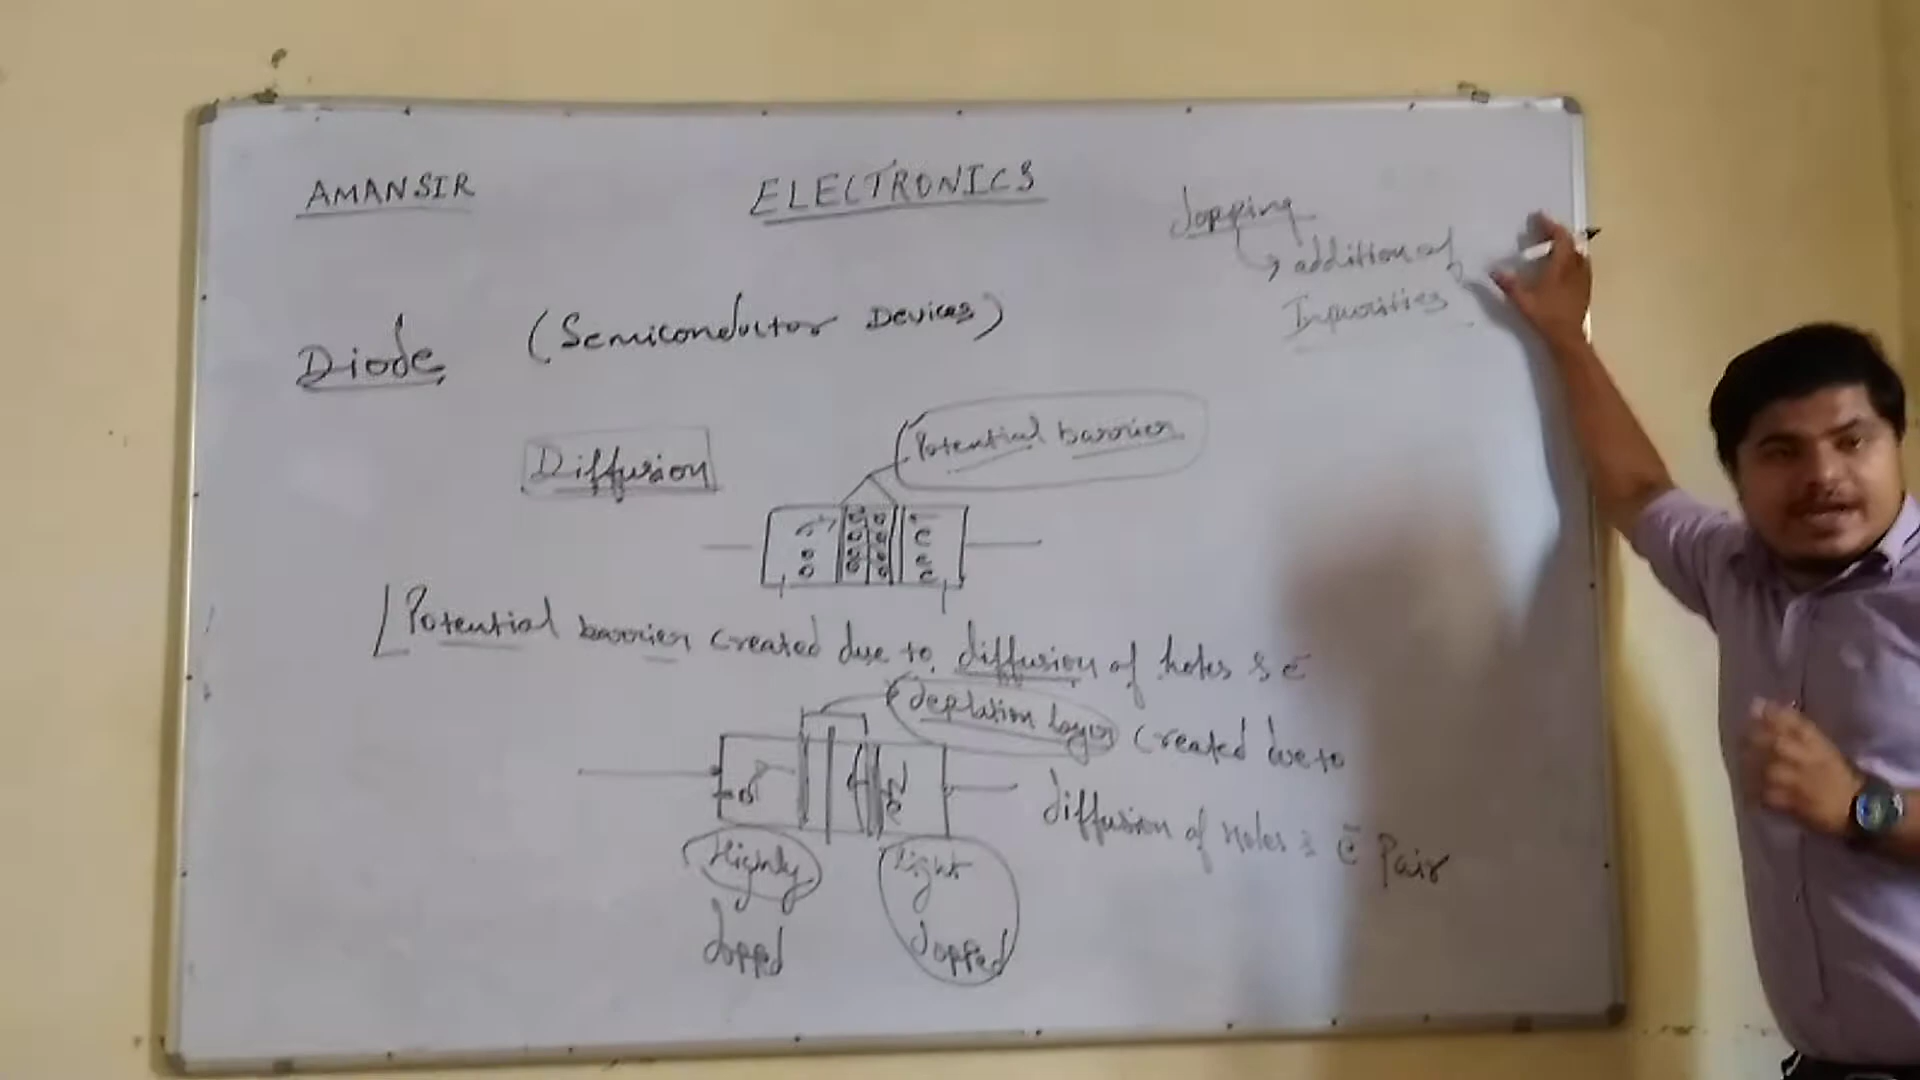 AMANSIR
ELECTRONICS
dopping
addition of
Impurities
Diode (Semiconductor Devices)
Diffusion
Potential barrier
Potential barrier created due to diffusion of holes & e-
deplation layer created due to
diffusion of holes & e- Pair
Highly
dopped
light
dopped